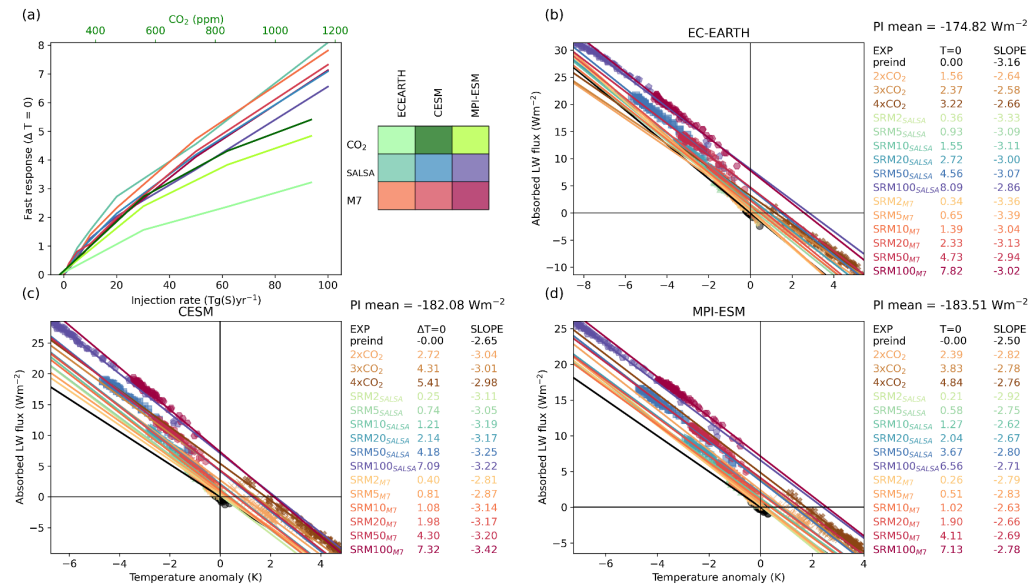 (a)
CO2 (ppm)
400 600 800 1000 1200
8
7
6
5
4
3
2
1
0
Fast response (Δ T = 0)
0 20 40 60 80 100
Injection rate (Tg(S)yr−1
ECEARTH
CESM
MPI-ESM
CO2
SALSA
M7
(b)
EC-EARTH
PI mean = -174.82 Wm−2
Absorbed LW flux (Wm−2)
30
25
20
15
10
5
0
−5
−10
−8 −6 −4 −2 0 2 4
EXP T=0 SLOPE
preind 0.00 -3.16
2xCO2 1.56 -2.64
3xCO2 2.37 -2.58
4xCO2 3.22 -2.66
SRM2SALSA 0.36 -3.33
SRM5SALSA 0.93 -3.09
SRM10SALSA 1.55 -3.11
SRM20SALSA 2.72 -3.00
SRM50SALSA 4.56 -3.07
SRM100SALSA 8.09 -2.86
SRM2M7 0.34 -3.36
SRM5M7 0.65 -3.39
SRM10M7 1.39 -3.04
SRM20M7 2.33 -3.13
SRM50M7 4.73 -2.94
SRM100M7 7.82 -3.02
(c)
CESM
PI mean = -182.08 Wm−2
Absorbed LW flux (Wm−2)
25
20
15
10
5
0
−5
−6 −4 −2 0 2 4
Temperature anomaly (K)
EXP ΔT=0 SLOPE
preind -0.00 -2.65
2xCO2 2.72 -3.04
3xCO2 4.31 -3.01
4xCO2 5.41 -2.98
SRM2SALSA 0.25 -3.11
SRM5SALSA 0.74 -3.05
SRM10SALSA 1.21 -3.19
SRM20SALSA 2.14 -3.17
SRM50SALSA 4.18 -3.25
SRM100SALSA 7.09 -3.22
SRM2M7 0.40 -2.81
SRM5M7 0.81 -2.87
SRM10M7 1.08 -3.14
SRM20M7 1.98 -3.17
SRM50M7 4.30 -3.20
SRM100M7 7.32 -3.42
(d)
MPI-ESM
PI mean = -183.51 Wm−2
Absorbed LW flux (Wm−2)
25
20
15
10
5
0
−5
−6 −4 −2 0 2 4
Temperature anomaly (K)
EXP T=0 SLOPE
preind -0.00 -2.50
2xCO2 2.39 -2.82
3xCO2 3.83 -2.78
4xCO2 4.84 -2.76
SRM2SALSA 0.21 -2.92
SRM5SALSA 0.58 -2.75
SRM10SALSA 1.27 -2.62
SRM20SALSA 2.04 -2.67
SRM50SALSA 3.67 -2.80
SRM100SALSA 6.56 -2.71
SRM2M7 0.26 -2.79
SRM5M7 0.51 -2.83
SRM10M7 1.02 -2.63
SRM20M7 1.90 -2.66
SRM50M7 4.11 -2.69
SRM100M7 7.13 -2.78